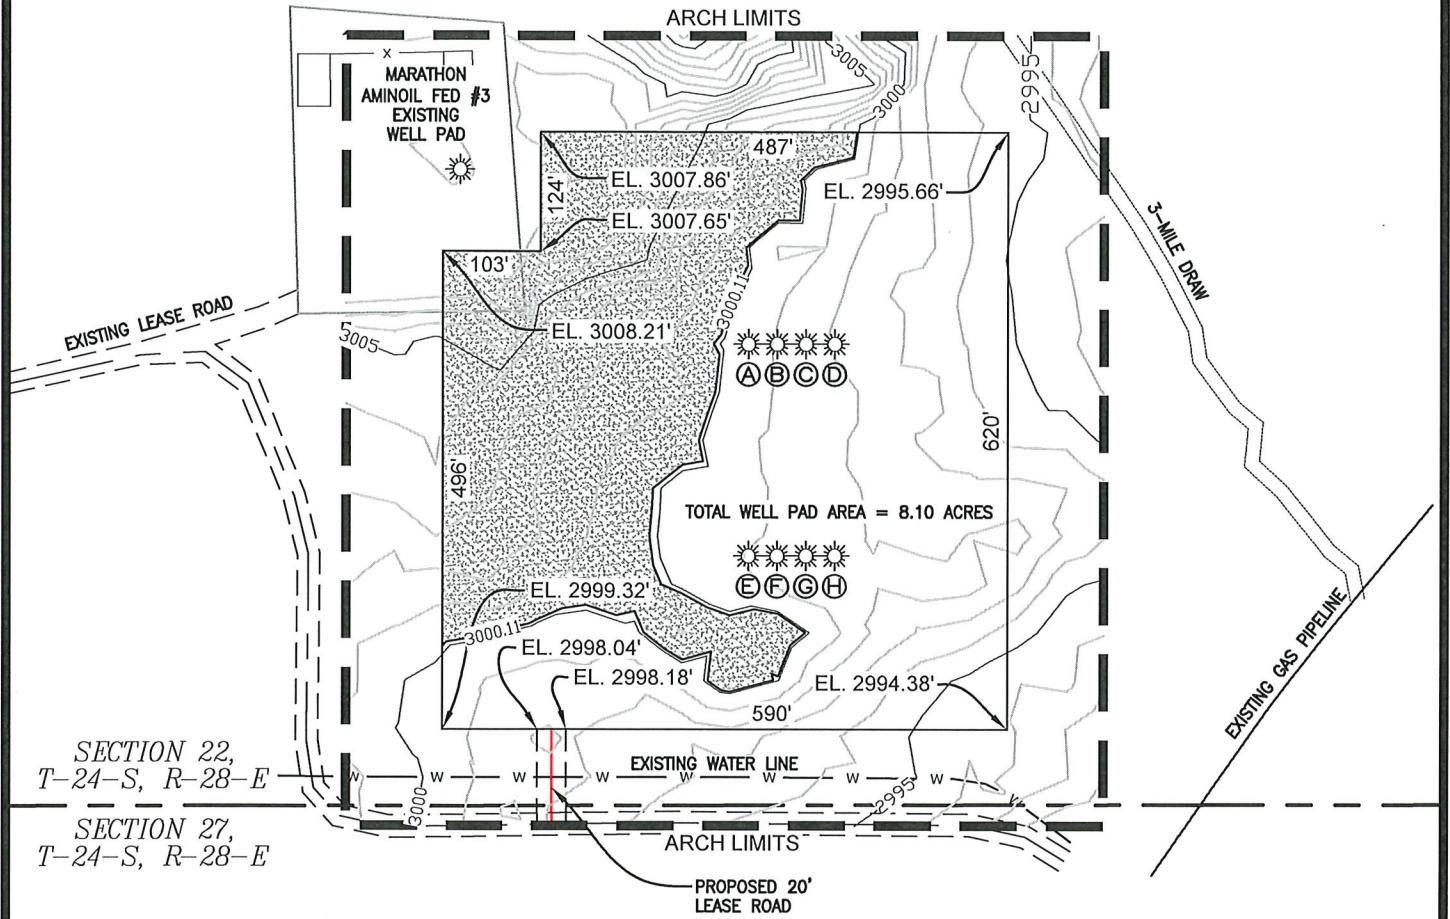 ARCH LIMITS
3005
3000
2995
x
MARATHON
AMINOIL FED #3
EXISTING
WELL PAD
487'
EL. 3007.86'
124'
EL. 2995.66'
EL. 3007.65'
3-MILE DRAW
103'
3000.11
EXISTING LEASE ROAD
EL. 3008.21'
3005
A B C D
620'
496'
TOTAL WELL PAD AREA = 8.10 ACRES
E F G H
EL. 2999.32'
3000.11
EL. 2998.04'
EL. 2998.18'
EL. 2994.38'
590'
EXISTING GAS PIPELINE
SECTION 22,
T-24-S, R-28-E
EXISTING WATER LINE
W W W W W W W W W
3000
2995
SECTION 27,
T-24-S, R-28-E
ARCH LIMITS
PROPOSED 20'
LEASE ROAD